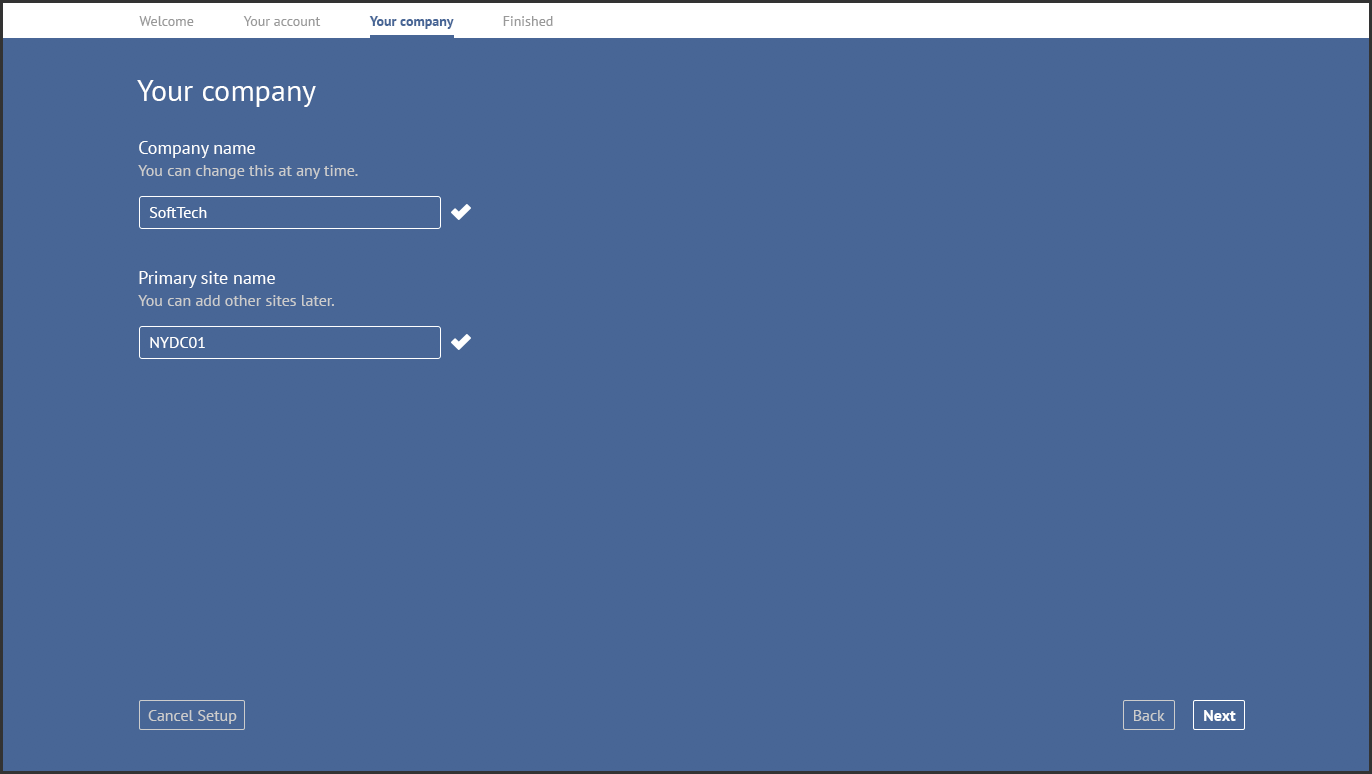 Welcome Your account Your company Finished
Your company
Company name
You can change this at any time.
SoftTech
Primary site name
You can add other sites later.
NYDC01
Cancel Setup Back Next